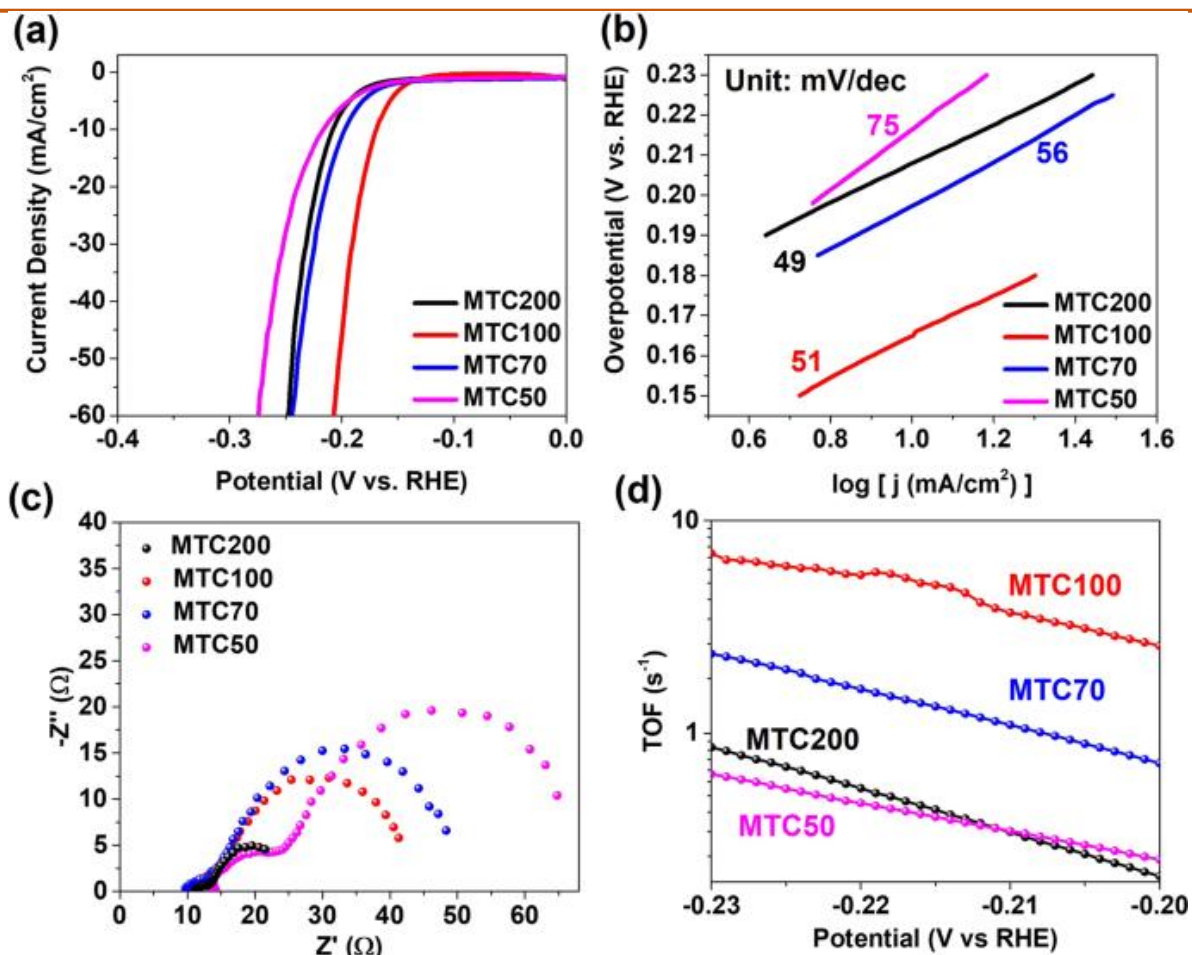 (a)
0
-10
-20
-30
-40
-50
-60
Current Density (mA/cm²)
MTC200
MTC100
MTC70
MTC50
-0.4
-0.3
-0.2
-0.1
0.0
Potential (V vs. RHE)
(b)
Unit: mV/dec
0.23
0.22
0.21
0.20
0.19
0.18
0.17
0.16
0.15
Overpotential (V vs. RHE)
75
56
49
51
MTC200
MTC100
MTC70
MTC50
0.6
0.8
1.0
1.2
1.4
1.6
log [ j (mA/cm²) ]
(c)
40
35
30
25
20
15
10
5
0
-Z'' (Ω)
MTC200
MTC100
MTC70
MTC50
0
10
20
30
40
50
60
Z' (Ω)
(d)
10
1
TOF (s⁻¹)
MTC100
MTC70
MTC200
MTC50
-0.23
-0.22
-0.21
-0.20
Potential (V vs RHE)